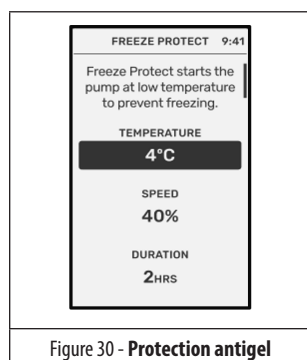 FREEZE PROTECT 9:41
Freeze Protect starts the
pump at low temperature
to prevent freezing.
TEMPERATURE
4°C
SPEED
40%
DURATION
2HRS
Figure 30 - Protection antigel